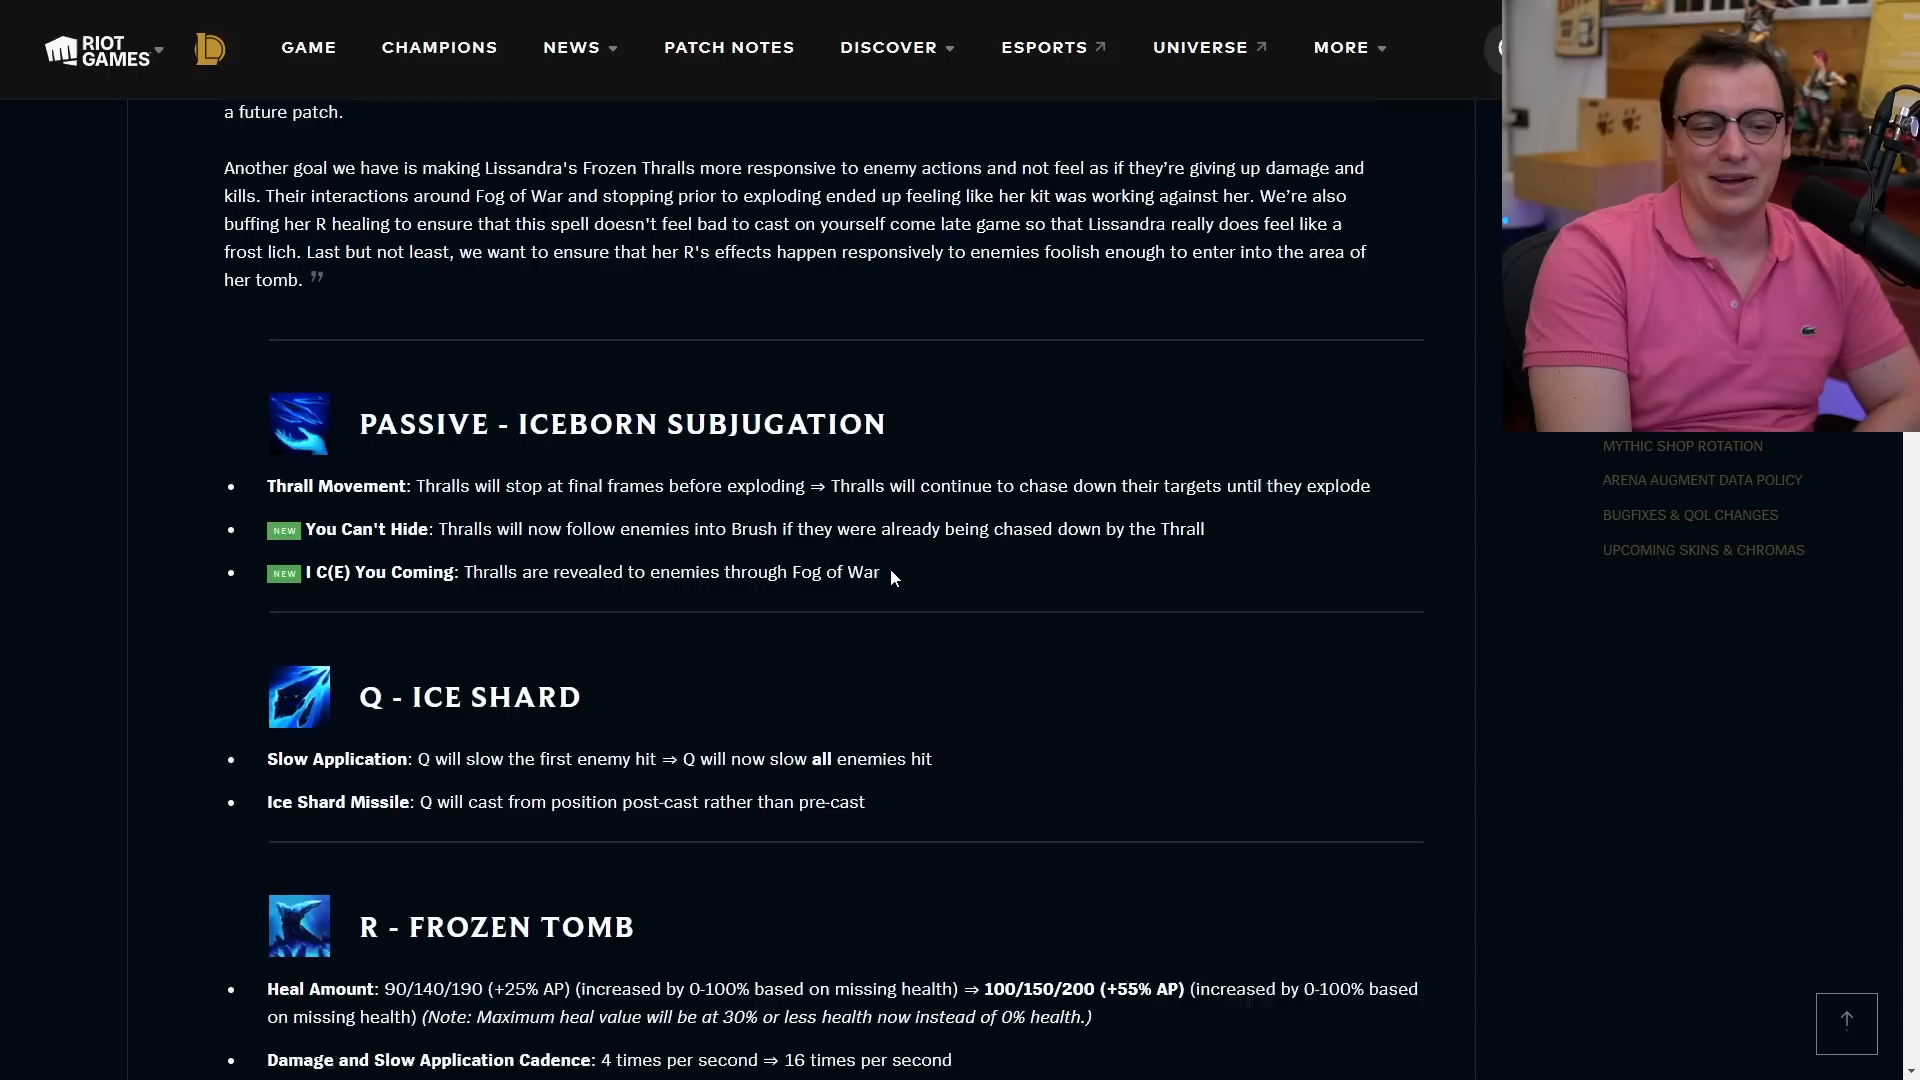 RIOT
GAMES
GAME CHAMPIONS NEWS PATCH NOTES DISCOVER ESPORTS UNIVERSE MORE
a future patch.
Another goal we have is making Lissandra's Frozen Thralls more responsive to enemy actions and not feel as if they’re giving up damage and
kills. Their interactions around Fog of War and stopping prior to exploding ended up feeling like her kit was working against her. We’re also
buffing her R healing to ensure that this spell doesn't feel bad to cast on yourself come late game so that Lissandra really does feel like a
frost lich. Last but not least, we want to ensure that her R's effects happen responsively to enemies foolish enough to enter into the area of
her tomb. ”
PASSIVE - ICEBORN SUBJUGATION
• Thrall Movement: Thralls will stop at final frames before exploding ⇒ Thralls will continue to chase down their targets until they explode
• NEW You Can't Hide: Thralls will now follow enemies into Brush if they were already being chased down by the Thrall
• NEW I C(E) You Coming: Thralls are revealed to enemies through Fog of War
Q - ICE SHARD
• Slow Application: Q will slow the first enemy hit ⇒ Q will now slow all enemies hit
• Ice Shard Missile: Q will cast from position post-cast rather than pre-cast
R - FROZEN TOMB
• Heal Amount: 90/140/190 (+25% AP) (increased by 0-100% based on missing health) ⇒ 100/150/200 (+55% AP) (increased by 0-100% based
on missing health) (Note: Maximum heal value will be at 30% or less health now instead of 0% health.)
• Damage and Slow Application Cadence: 4 times per second ⇒ 16 times per second
MYTHIC SHOP ROTATION
ARENA AUGMENT DATA POLICY
BUGFIXES & QOL CHANGES
UPCOMING SKINS & CHROMAS